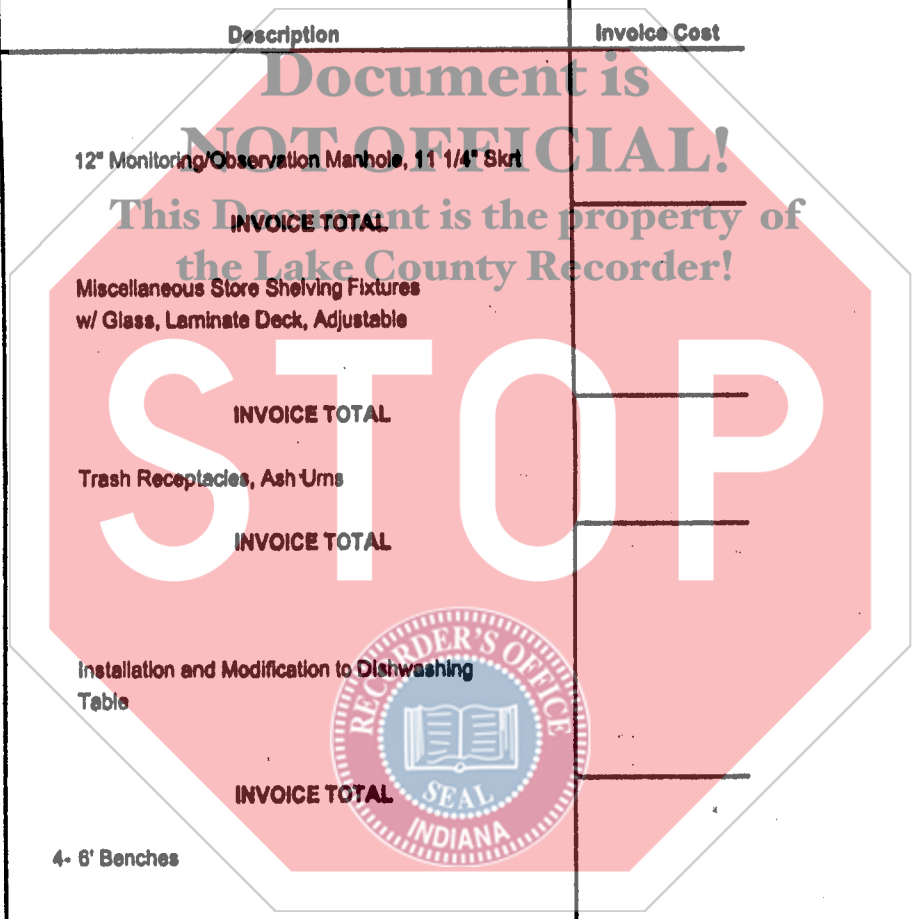 Description Invoice Cost
Document is
NOT OFFICIAL!
12" Monitoring/Observation Manhole, 11 1/4" Skrt
This Document is the property of
INVOICE TOTAL
the Lake County Recorder!
Miscellaneous Store Shelving Fixtures
w/ Glass, Laminate Deck, Adjustable
STOP
INVOICE TOTAL
Trash Receptacles, Ash Urns
INVOICE TOTAL
RECORDER'S OFFICE
Installation and Modification to Dishwashing
Table
SEAL
INVOICE TOTAL
INDIANA
4- 6' Benches